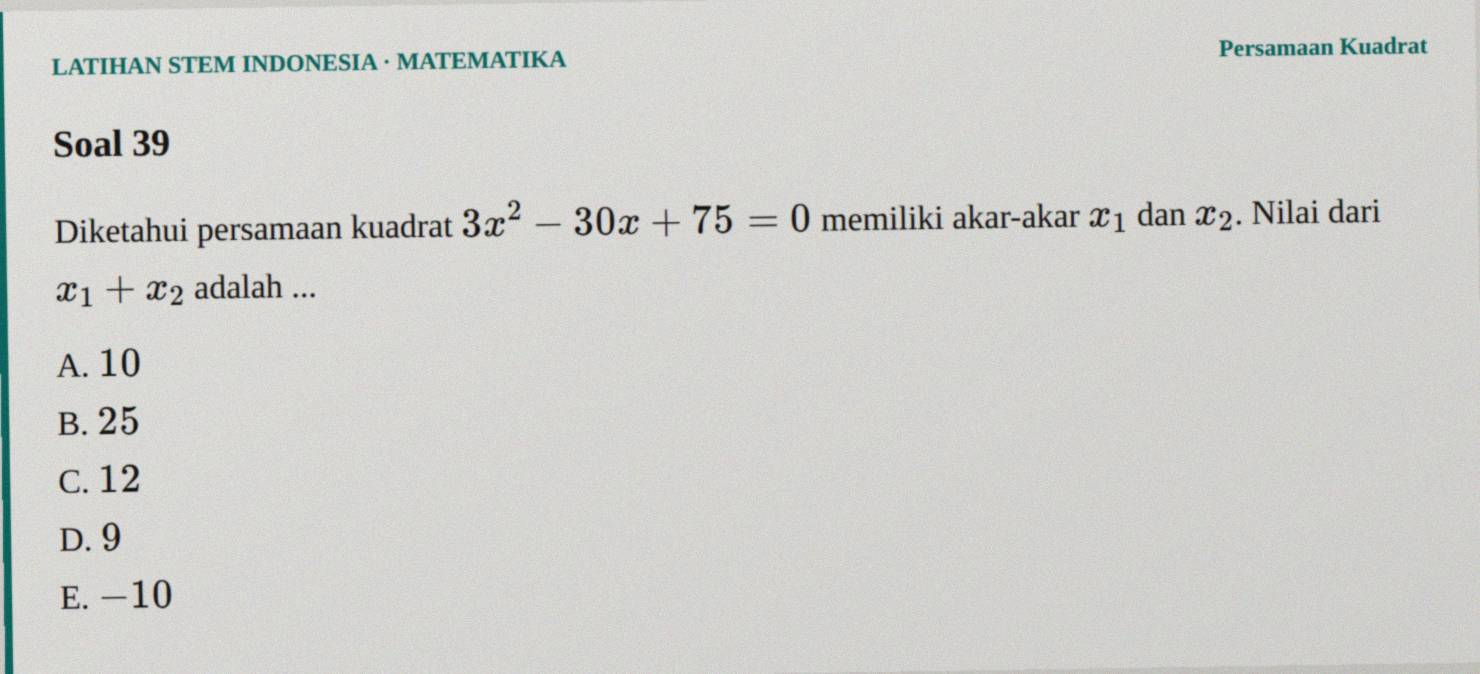 LATIHAN STEM INDONESIA · MATEMATIKA
Persamaan Kuadrat
Soal 39
Diketahui persamaan kuadrat 3x² − 30x + 75 = 0 memiliki akar-akar x₁ dan x₂. Nilai dari
x₁ + x₂ adalah ...
A. 10
B. 25
C. 12
D. 9
E. −10